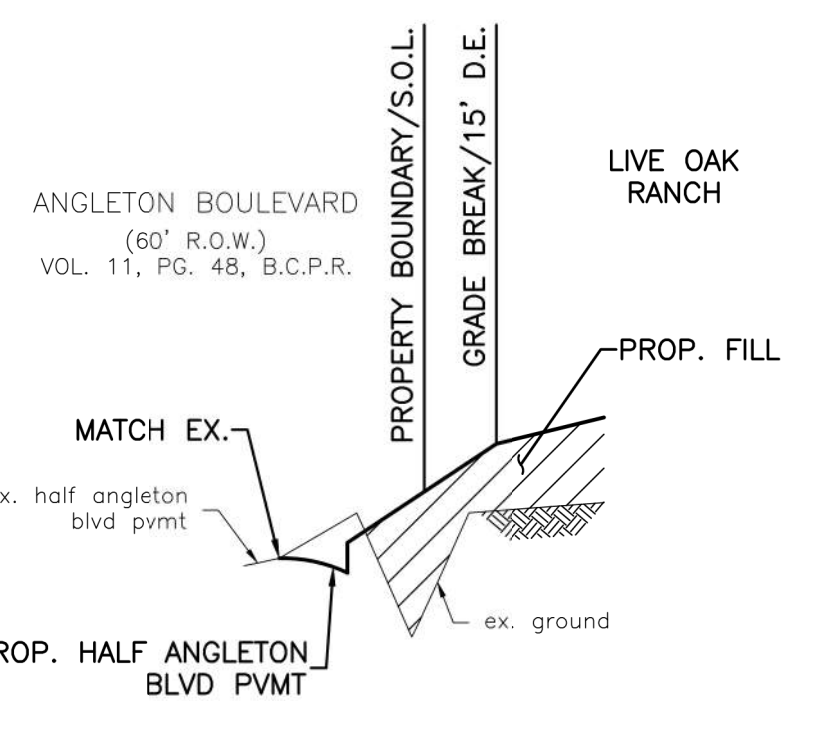 PROPERTY BOUNDARY/S.O.L.
GRADE BREAK/15' D.E.
LIVE OAK
RANCH
ANGLETON BOULEVARD
(60' R.O.W.)
VOL. 11, PG. 48, B.C.P.R.
PROP. FILL
MATCH EX.
x. half angleton
blvd pvmt
ex. ground
ROP. HALF ANGLETON
BLVD PVMT